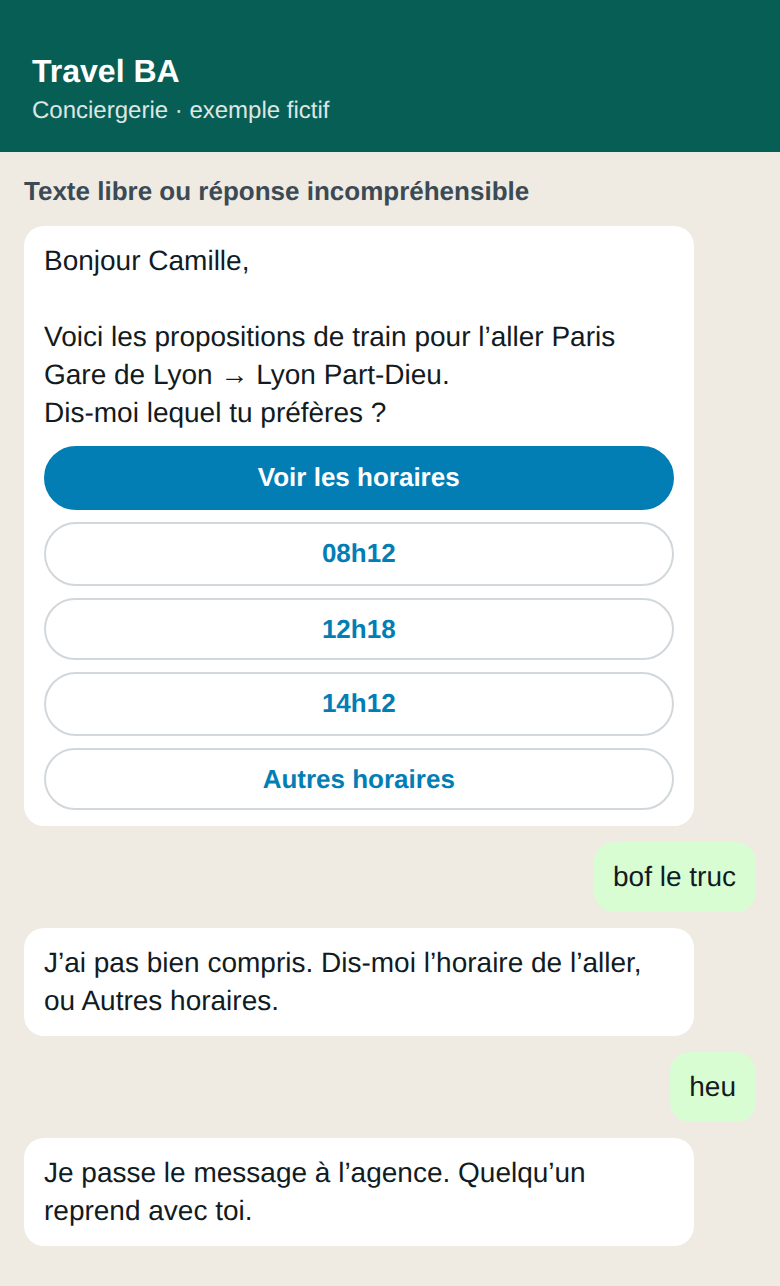 Travel BA
Conciergerie · exemple fictif
Texte libre ou réponse incompréhensible
Bonjour Camille,
Voici les propositions de train pour l’aller Paris
Gare de Lyon → Lyon Part-Dieu.
Dis-moi lequel tu préfères ?
Voir les horaires
08h12
12h18
14h12
Autres horaires
bof le truc
J’ai pas bien compris. Dis-moi l’horaire de l’aller,
ou Autres horaires.
heu
Je passe le message à l’agence. Quelqu’un
reprend avec toi.